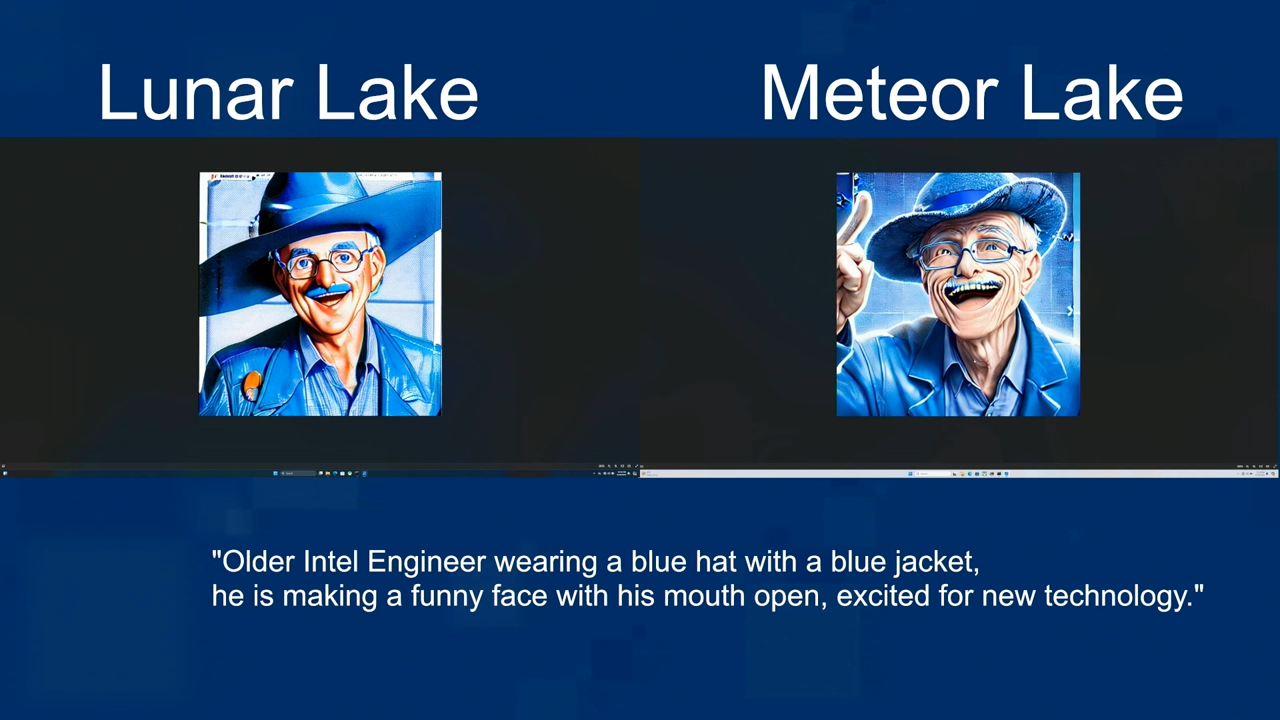 Lunar Lake
Meteor Lake
"Older Intel Engineer wearing a blue hat with a blue jacket,
he is making a funny face with his mouth open, excited for new technology."